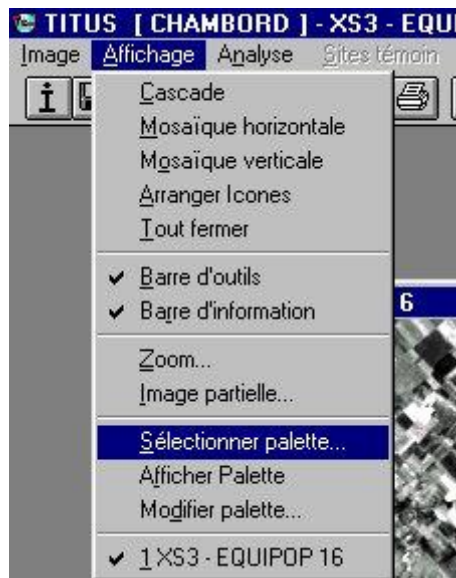 TITUS [ CHAMBORD ] - XS3 - EQUI
Image Affichage Analyse Sites témoin
i
Cascade
Mosaïque horizontale
Mosaïque verticale
Arranger Icones
Tout fermer
Barre d'outils
Barre d'information
6
Zoom...
Image partielle...
Sélectionner palette...
Afficher Palette
Modifier palette...
1 XS3 - EQUIPOP 16